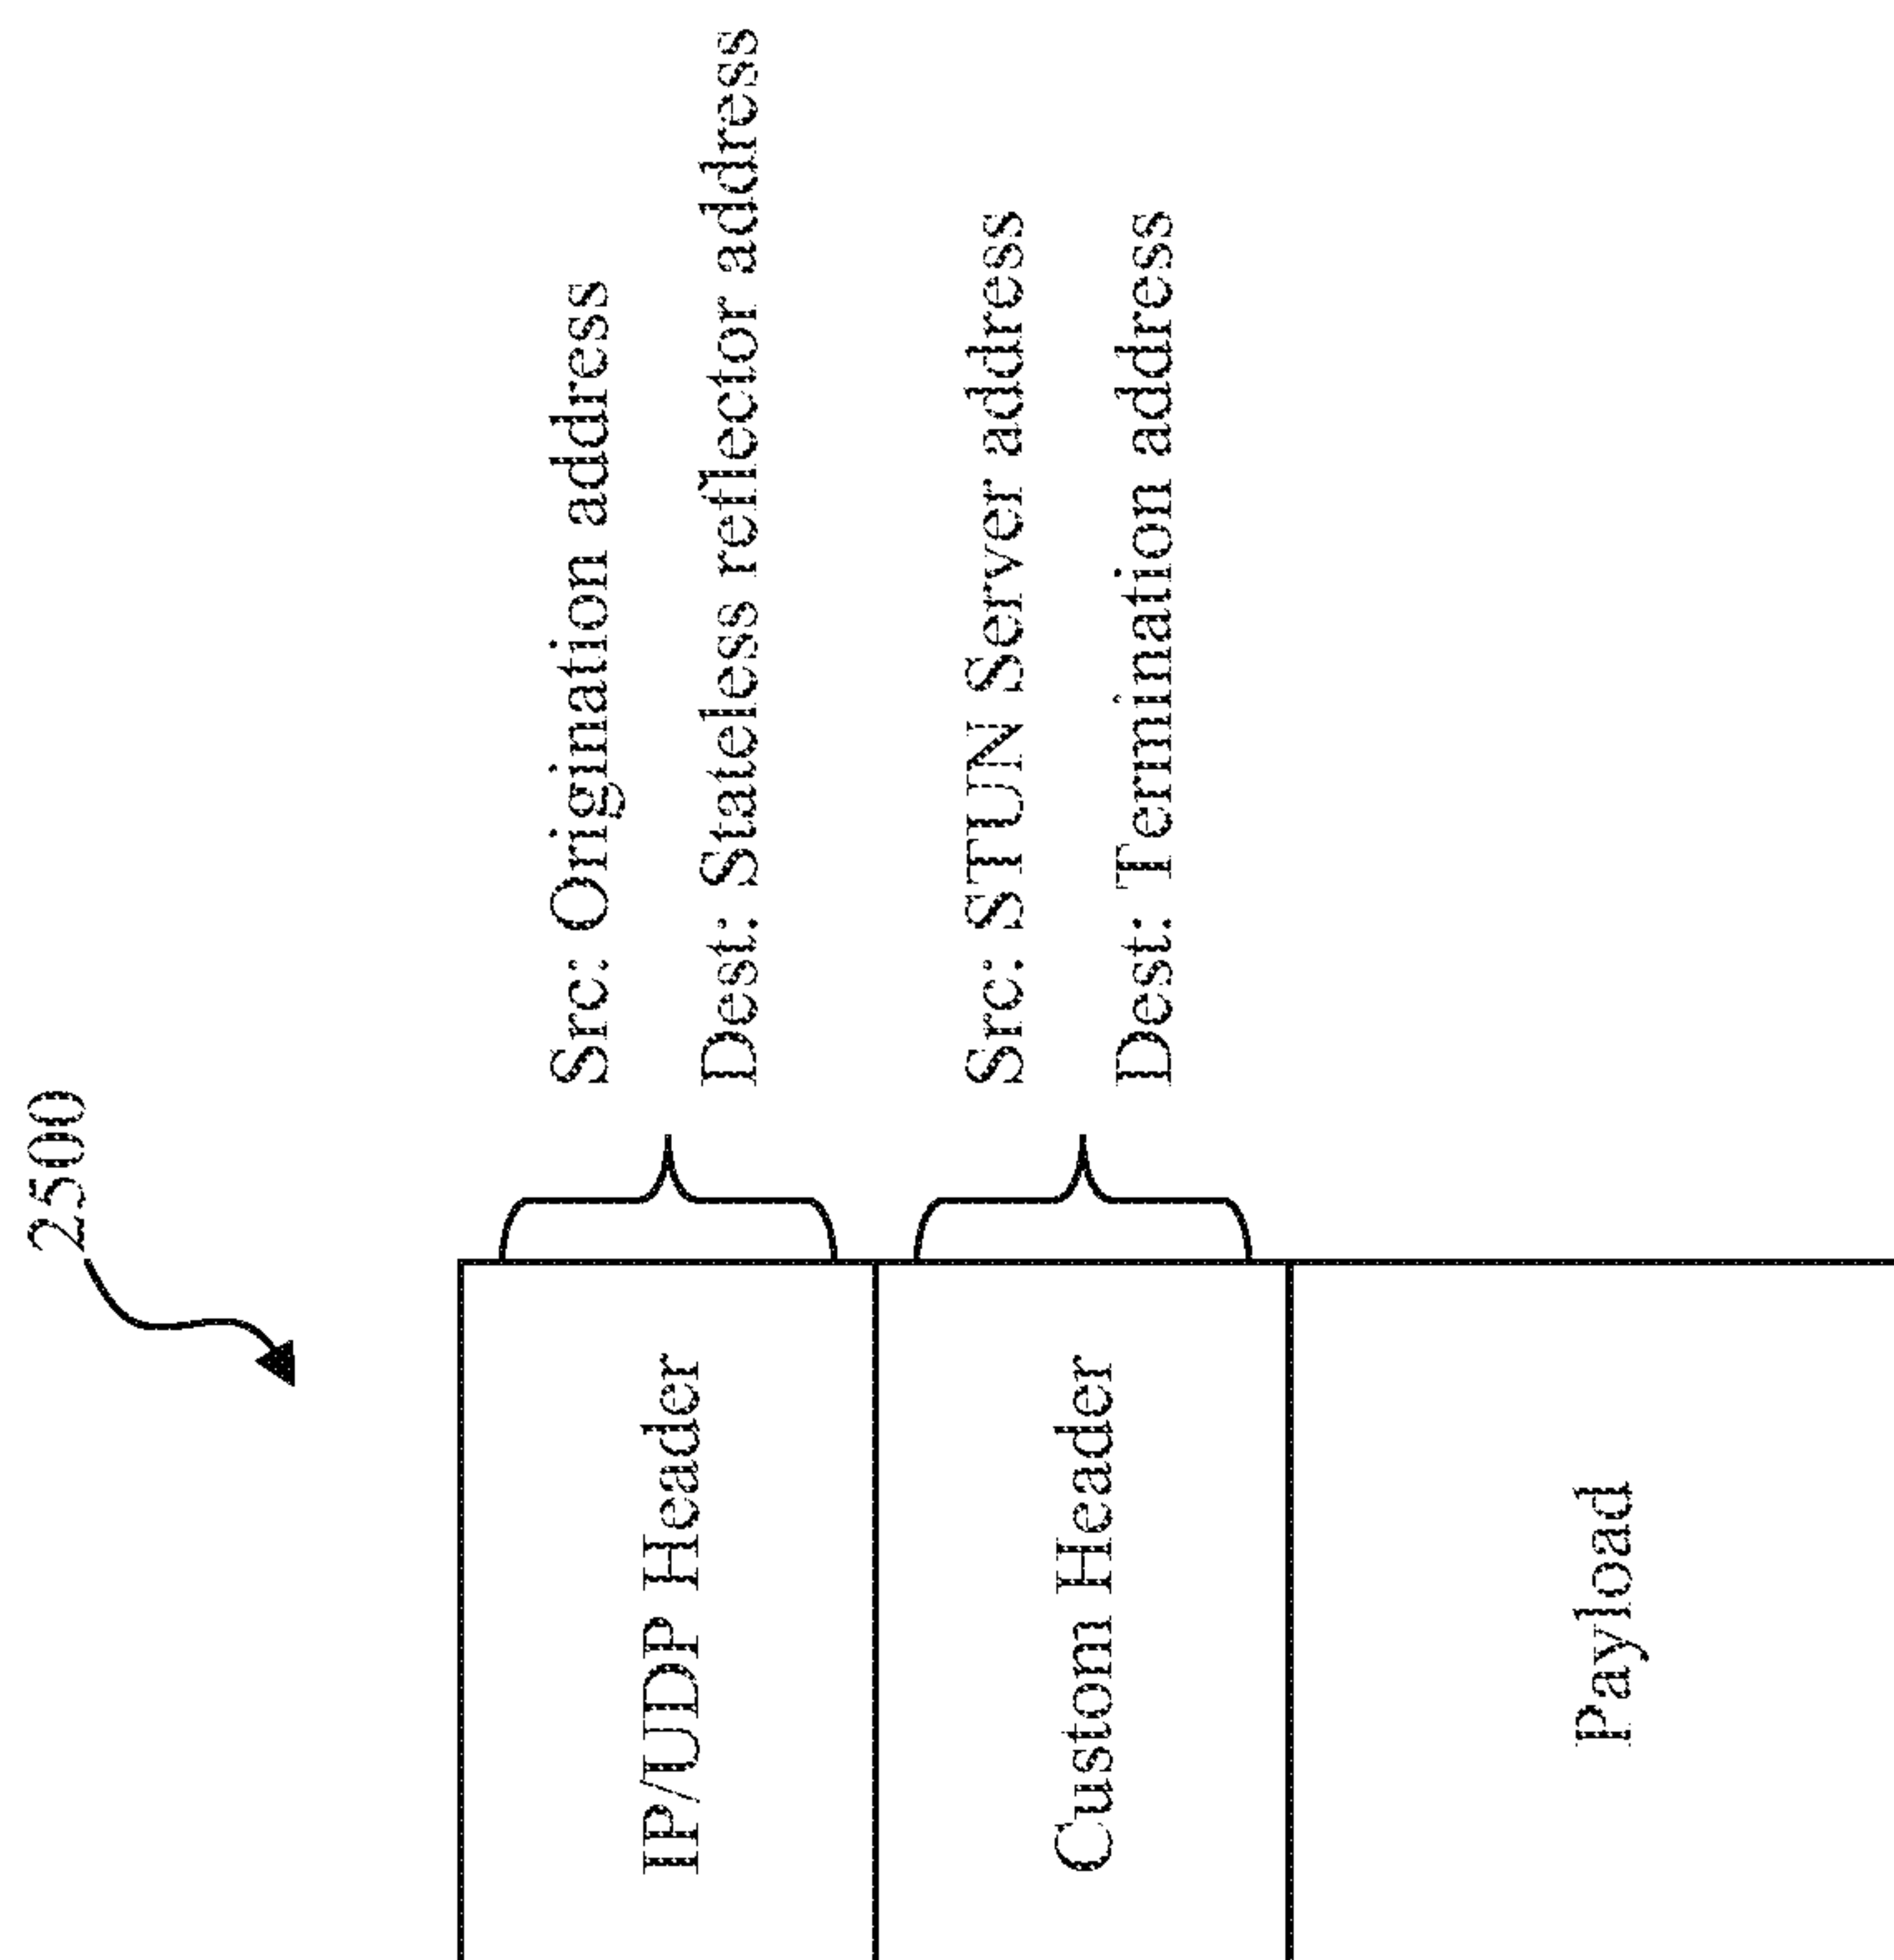 2500
IP/UDP Header
Src: Origination address
Dest: Stateless reflector address
Custom Header
Src: STUN Server address
Dest: Termination address
Payload